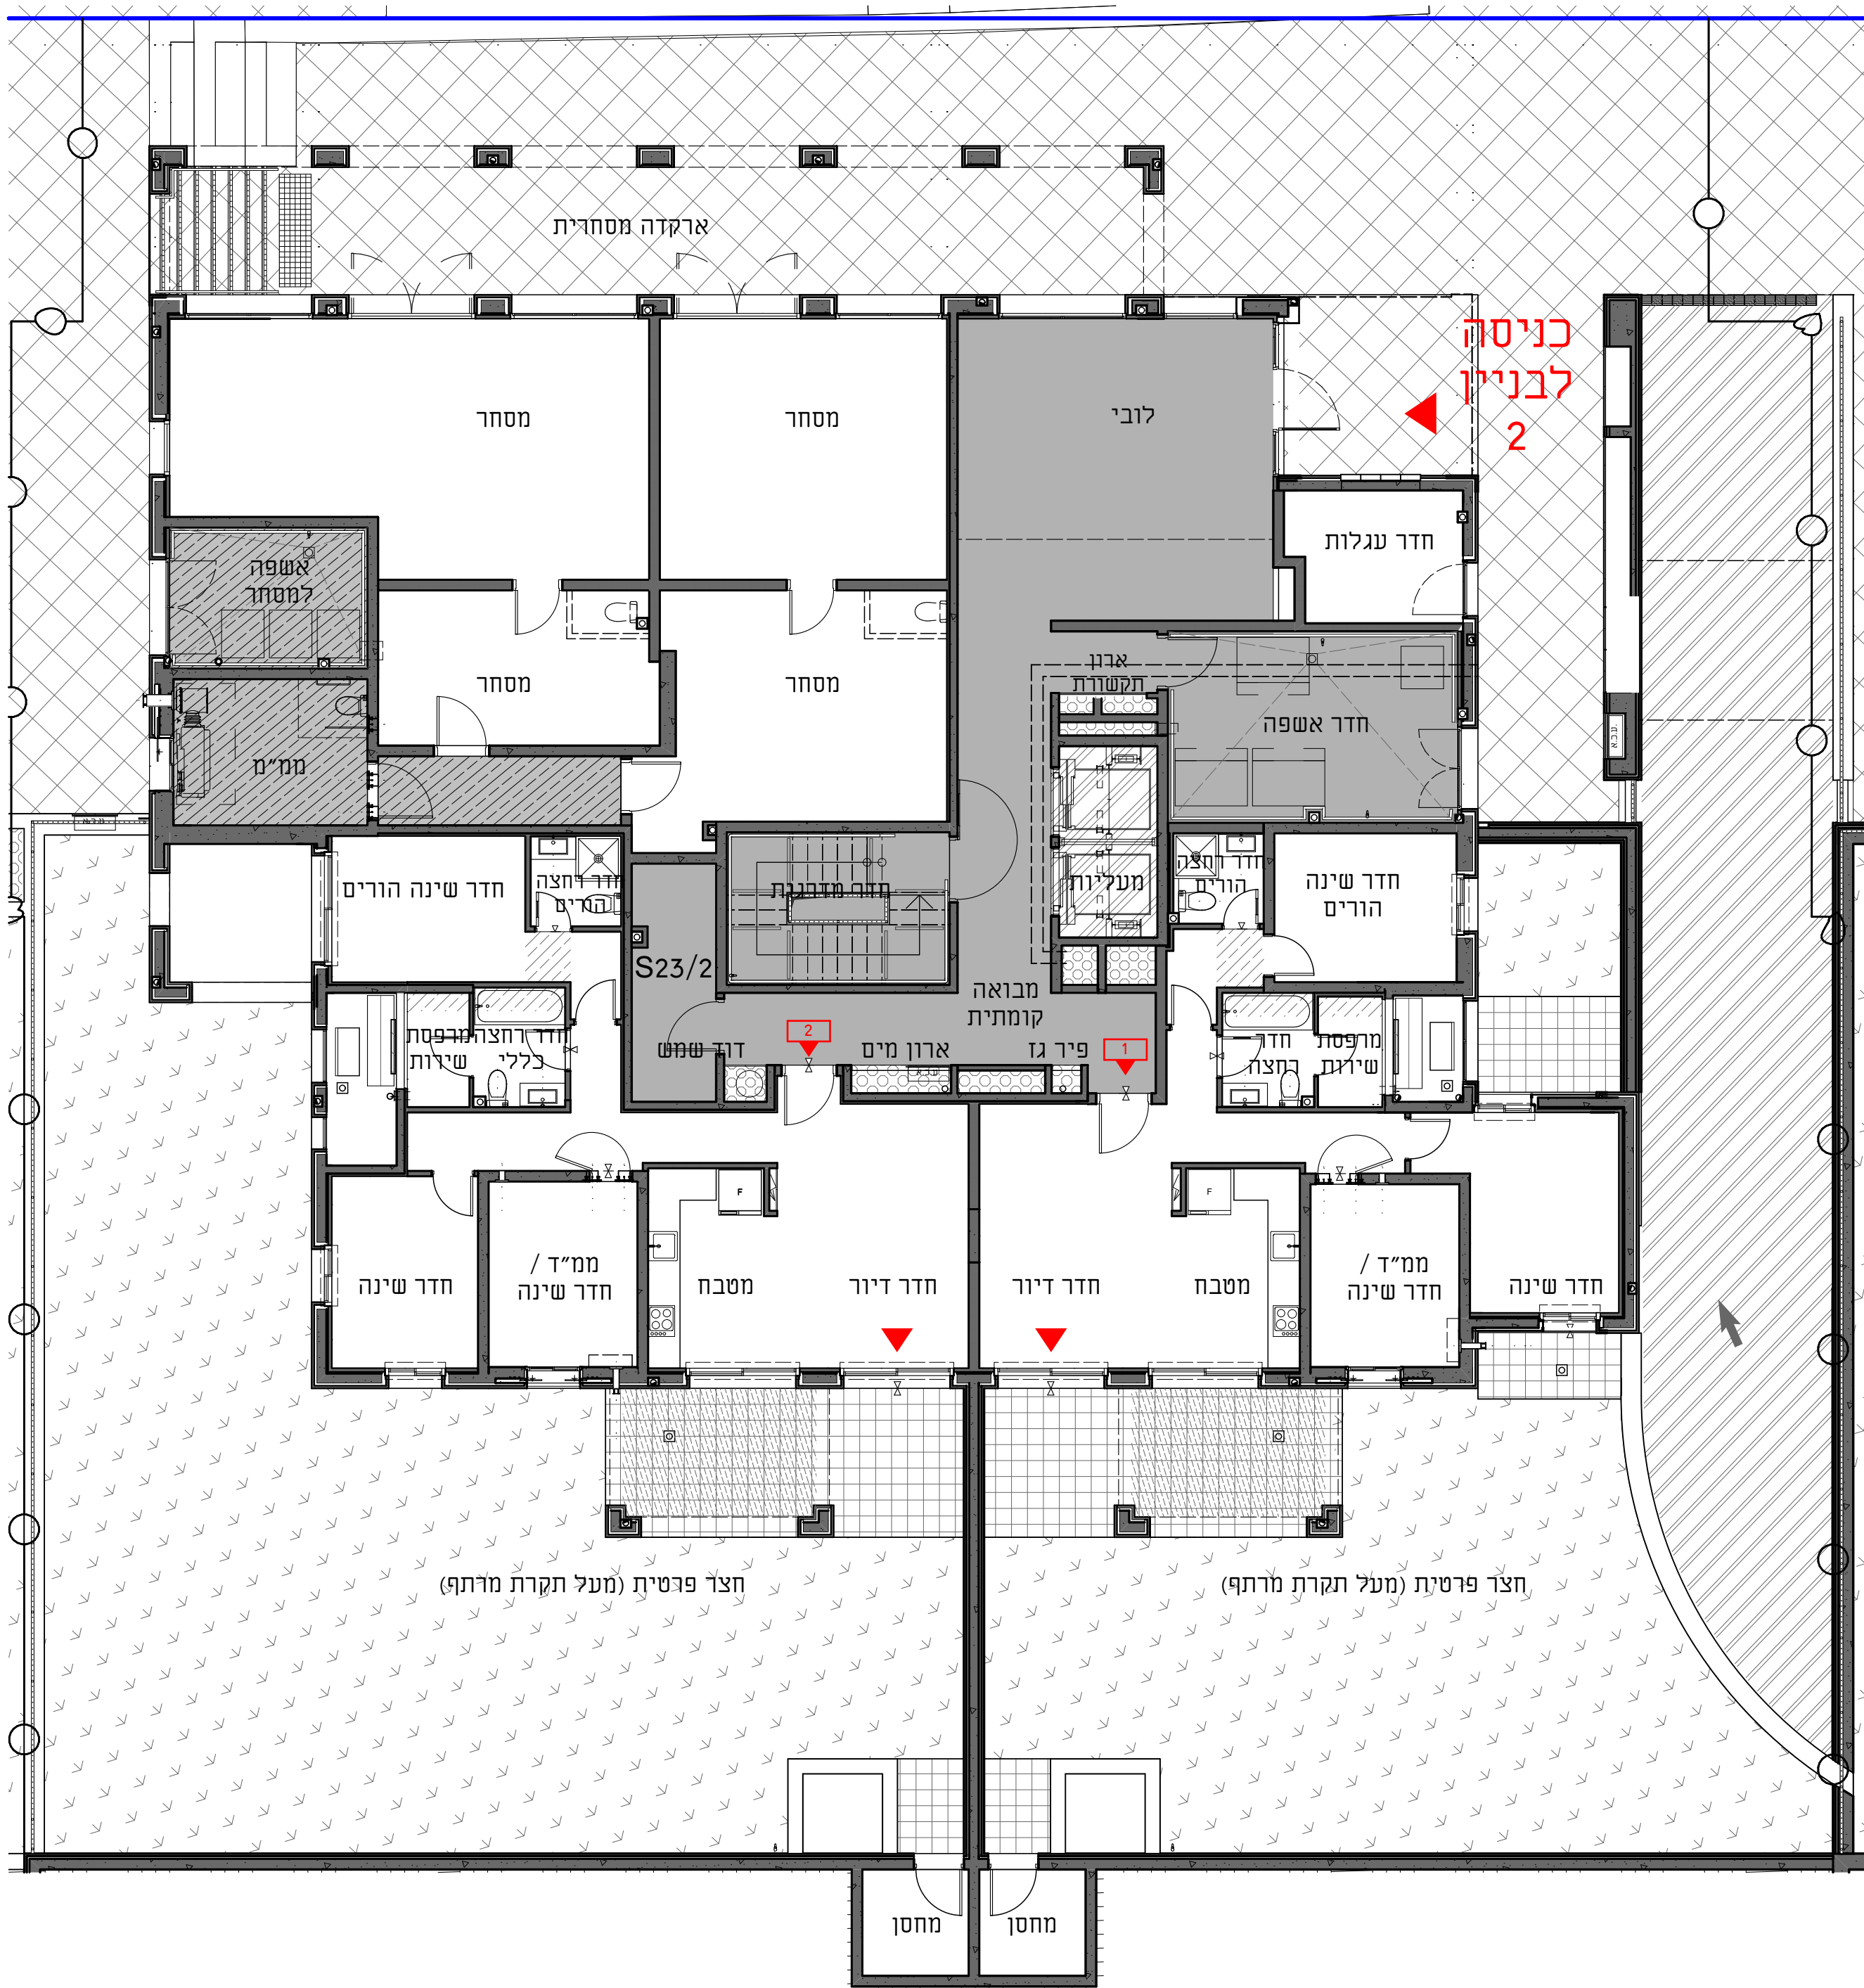 ארקדה מסחרית
כניסה
לבניין
2
לובי
מסחר
מסחר
חדר עגלות
אשפה
למסחר
ארון
תקשורת
מסחר
מסחר
חדר אשפה
ע.ב.א.
ממ״מ
חדר שינה
הורים
חדר רחצה
הורים
מעליות
חדר מדרגות
חדר רחצה
הורים
חדר שינה הורים
S23/2
מבואה
קומתית
1
2
פיר גז
ארון מים
דוד שמש
מרפסת
שירות
חדר
רחצה
חדר רחצה
כללי
מרפסת
שירות
F
F
חדר שינה
ממ״ד /
חדר שינה
מטבח
חדר דיור
חדר דיור
מטבח
ממ״ד /
חדר שינה
חדר שינה
חצר פרטית (מעל תקרת מרתף)
חצר פרטית (מעל תקרת מרתף)
מחסן
מחסן